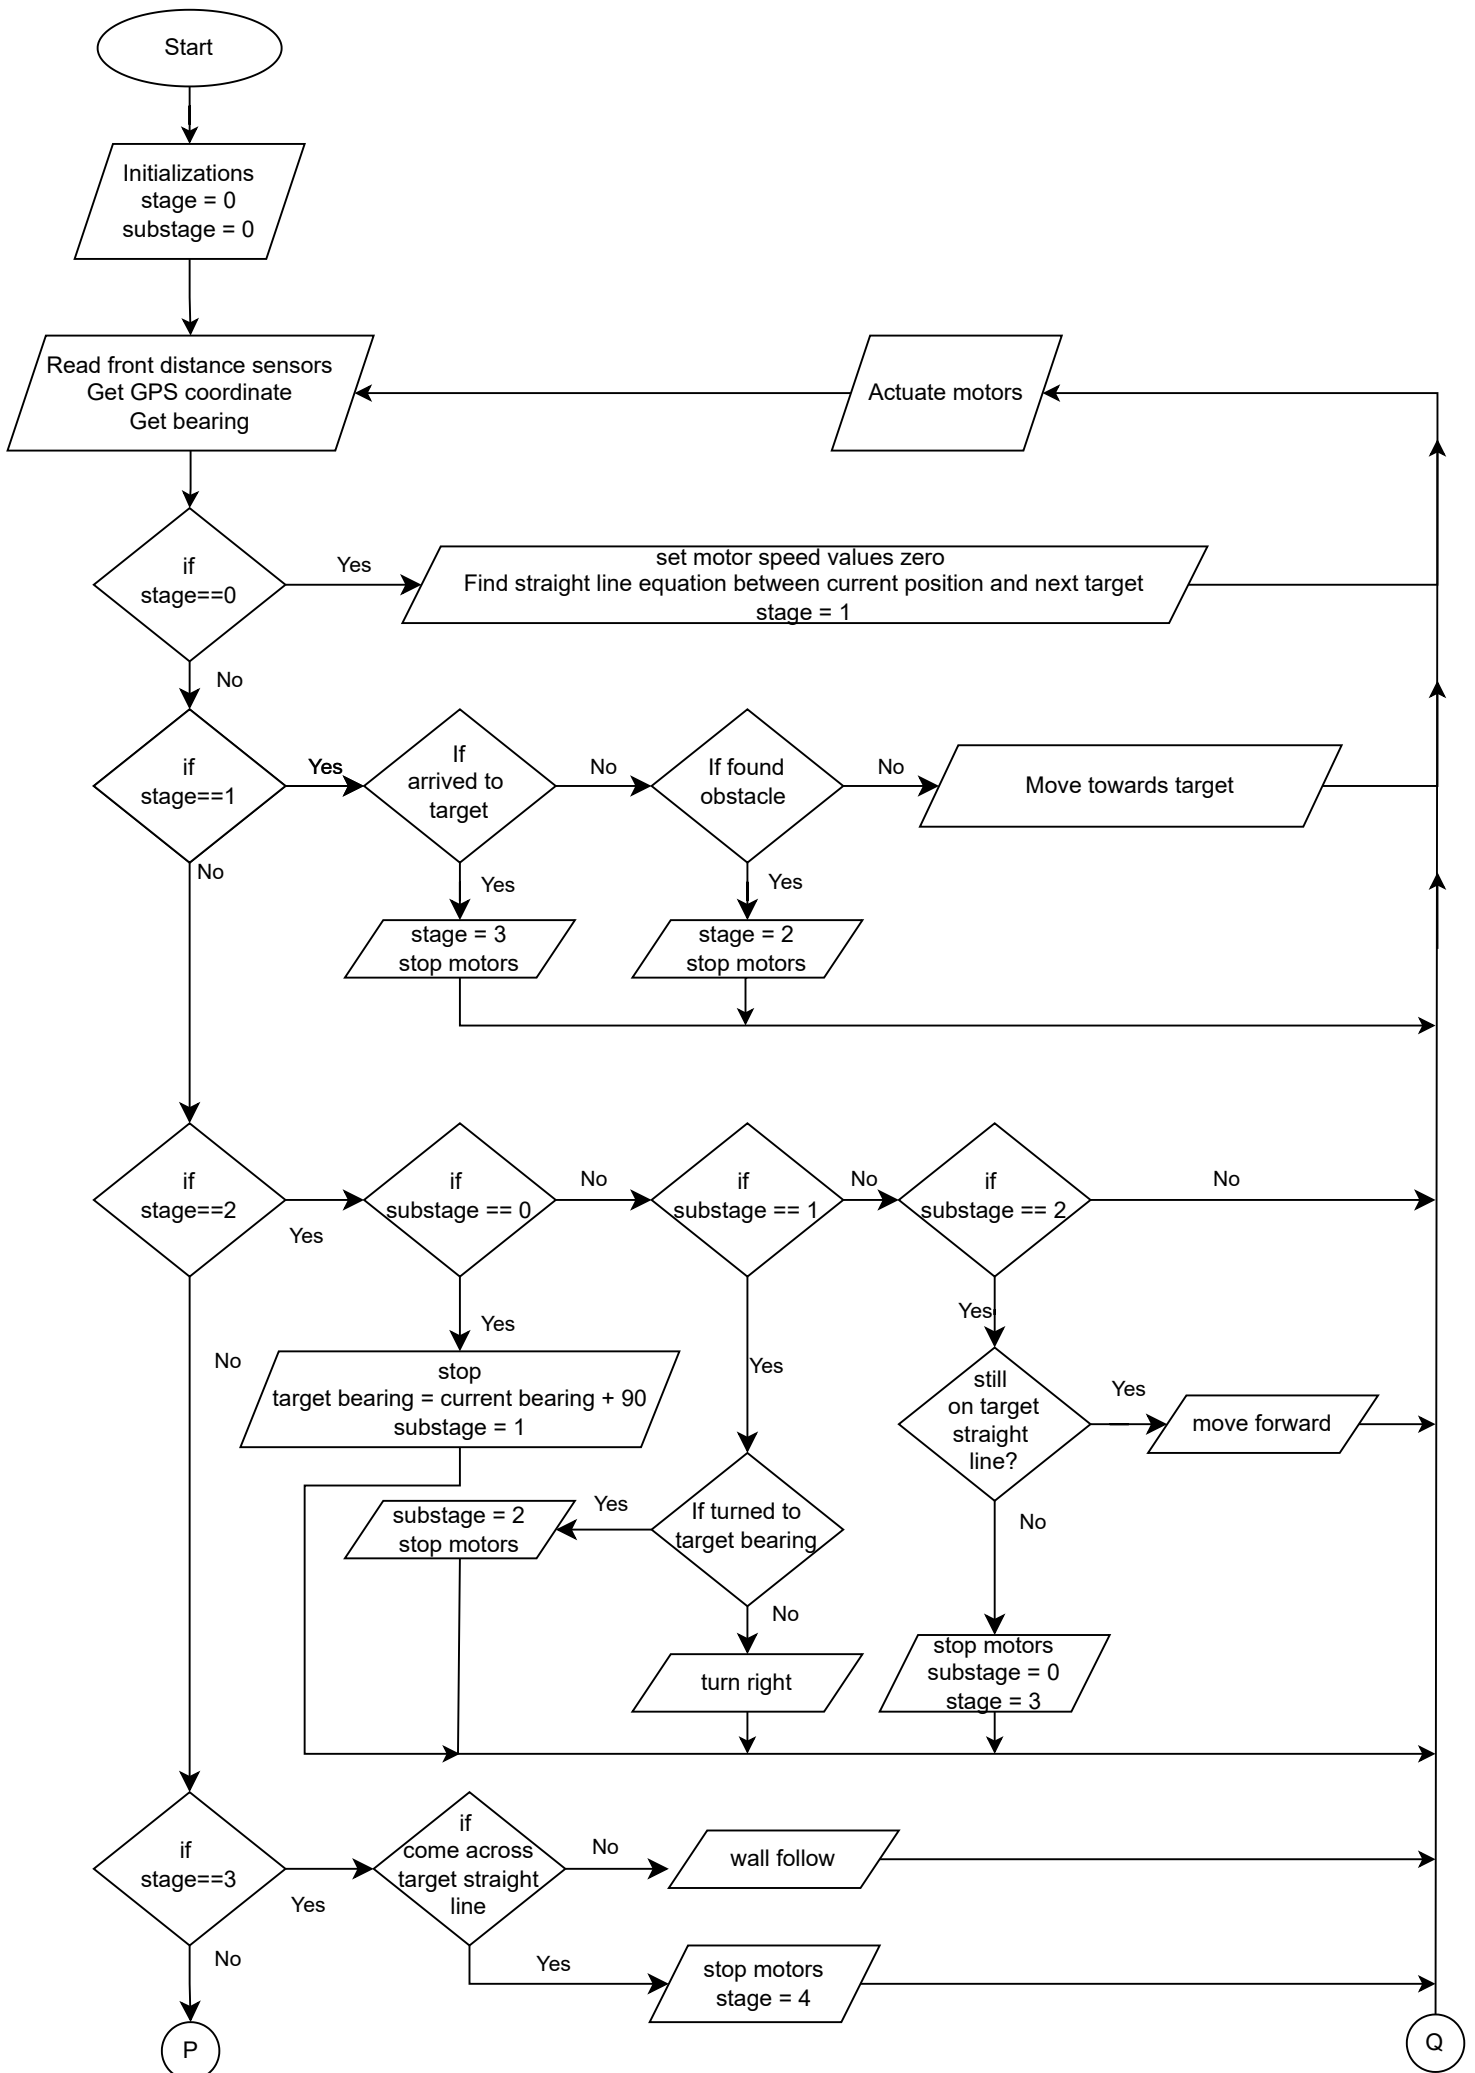 Start
Initializations
stage = 0
substage = 0
Read front distance sensors
Get GPS coordinate
Get bearing
Actuate motors
if
stage==0
Yes
set motor speed values zero
Find straight line equation between current position and next target
stage = 1
No
if
stage==1
Yes
If
arrived to
target
No
If found
obstacle
No
Move towards target
No
Yes
Yes
stage = 3
stop motors
stage = 2
stop motors
if
stage==2
Yes
if
substage == 0
No
if
substage == 1
No
if
substage == 2
No
No
Yes
stop
target bearing = current bearing + 90
substage = 1
Yes
Yes
still
on target
straight
line?
Yes
move forward
substage = 2
stop motors
Yes
If turned to
target bearing
No
No
turn right
stop motors
substage = 0
stage = 3
if
stage==3
Yes
if
come across
target straight
line
No
wall follow
No
Yes
stop motors
stage = 4
P
Q